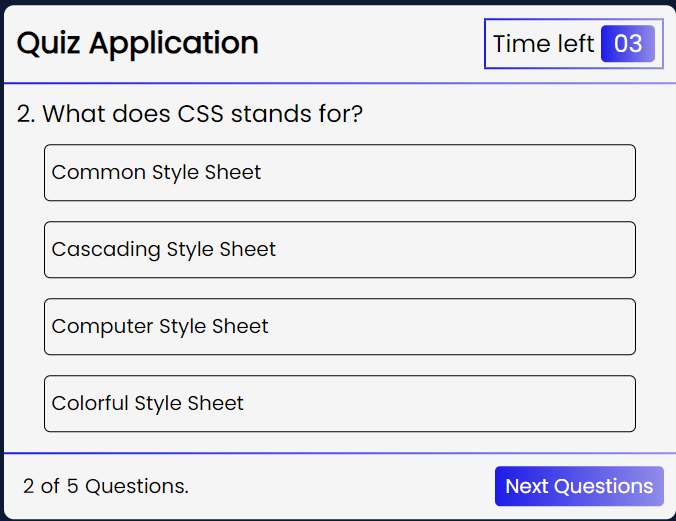 Quiz Application
Time left 03
2. What does CSS stands for?
Common Style Sheet
Cascading Style Sheet
Computer Style Sheet
Colorful Style Sheet
2 of 5 Questions.
Next Questions